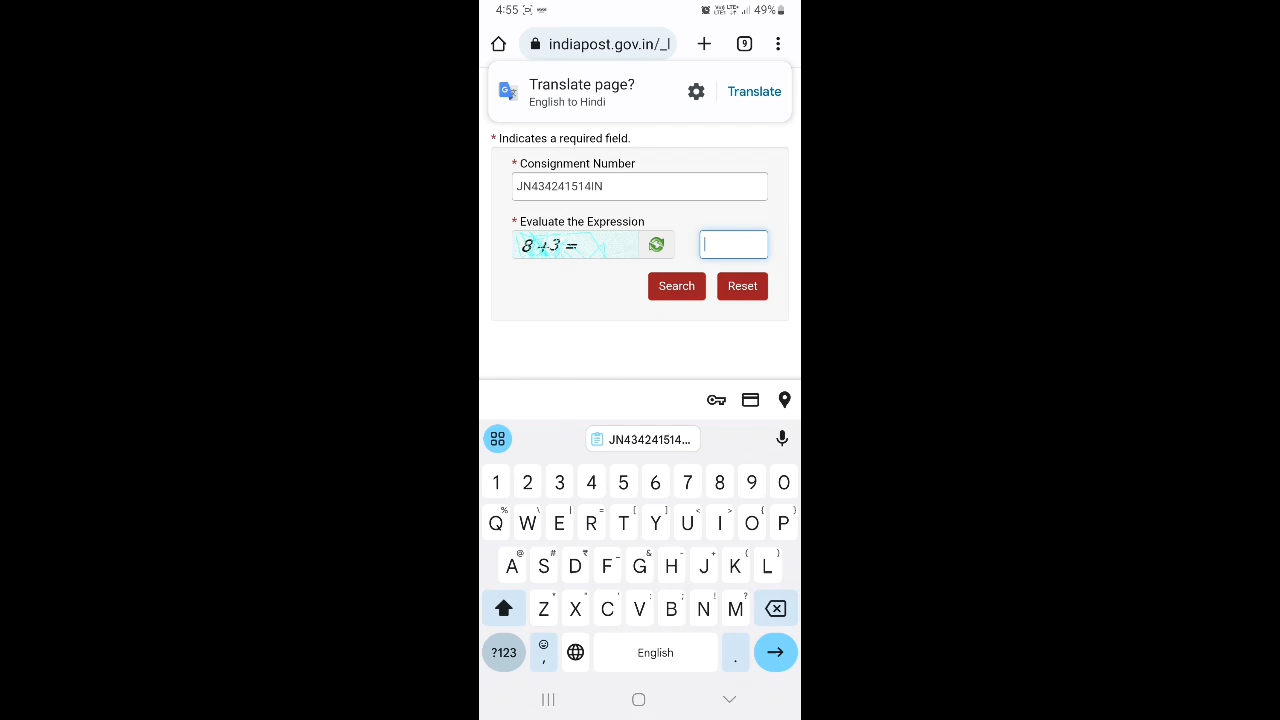 4:55 49%
indiapost.gov.in/_l 9
Translate page?
English to Hindi
Translate
* Indicates a required field.
* Consignment Number
JN434241514IN
* Evaluate the Expression
8+3=
Search Reset
JN434241514...
1 2 3 4 5 6 7 8 9 0
Q W E R T Y U I O P
A S D F G H J K L
Z X C V B N M
?123 , English .